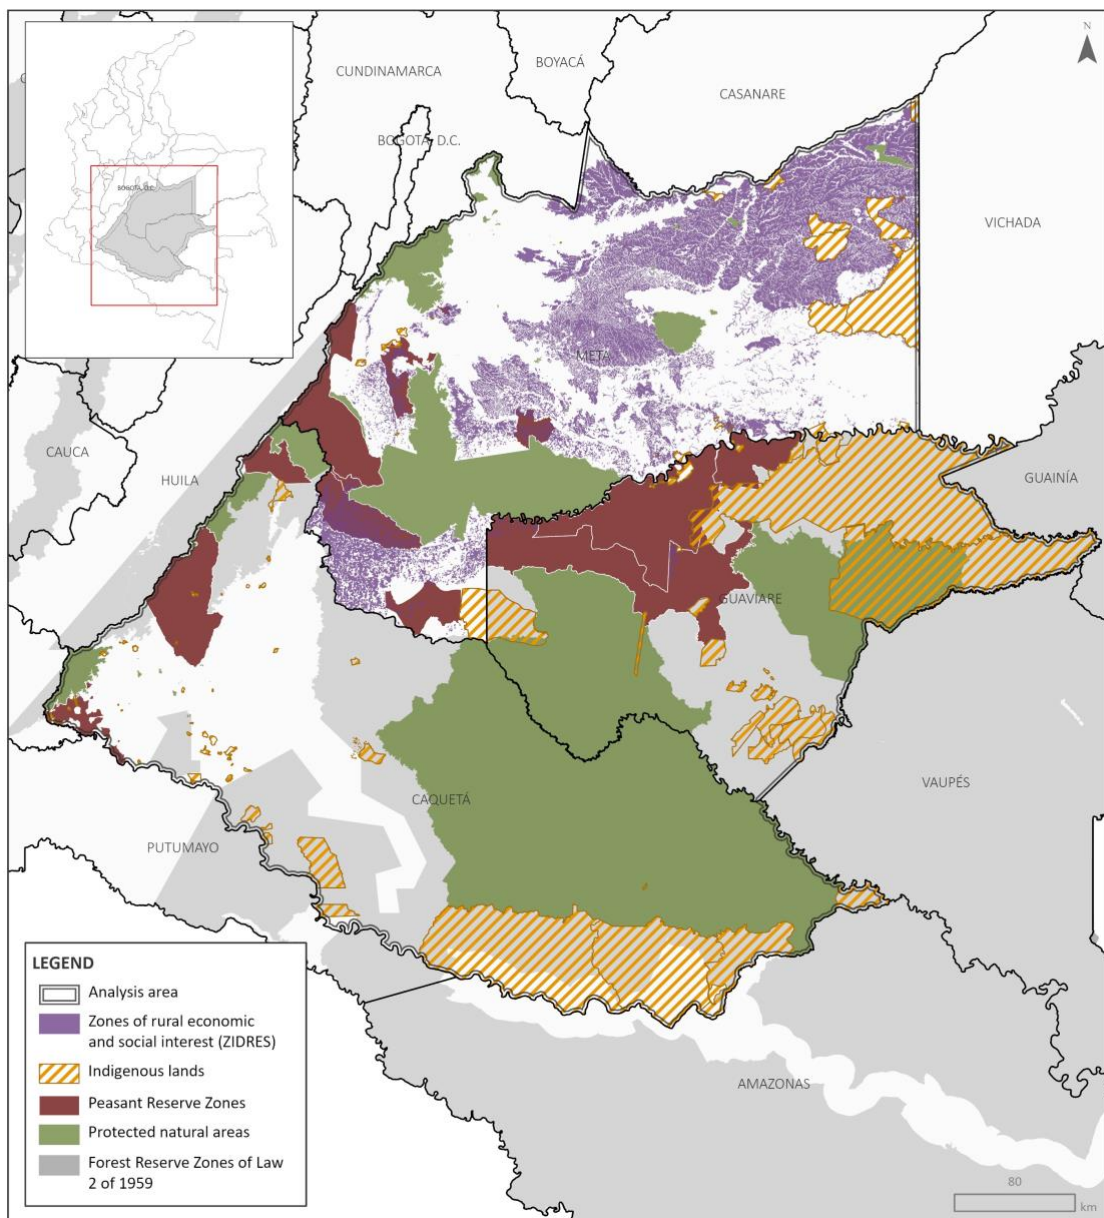 N
BOYACÁ
CUNDINAMARCA
CASANARE
BOGOTÁ, D.C.
BOGOTÁ, D.C.
VICHADA
META
CAUCA
HUILA
GUAINÍA
GUAVIARE
VAUPÉS
CAQUETÁ
PUTUMAYO
AMAZONAS
LEGEND
Analysis area
Zones of rural economic
and social interest (ZIDRES)
Indigenous lands
Peasant Reserve Zones
Protected natural areas
Forest Reserve Zones of Law
2 of 1959
80
km